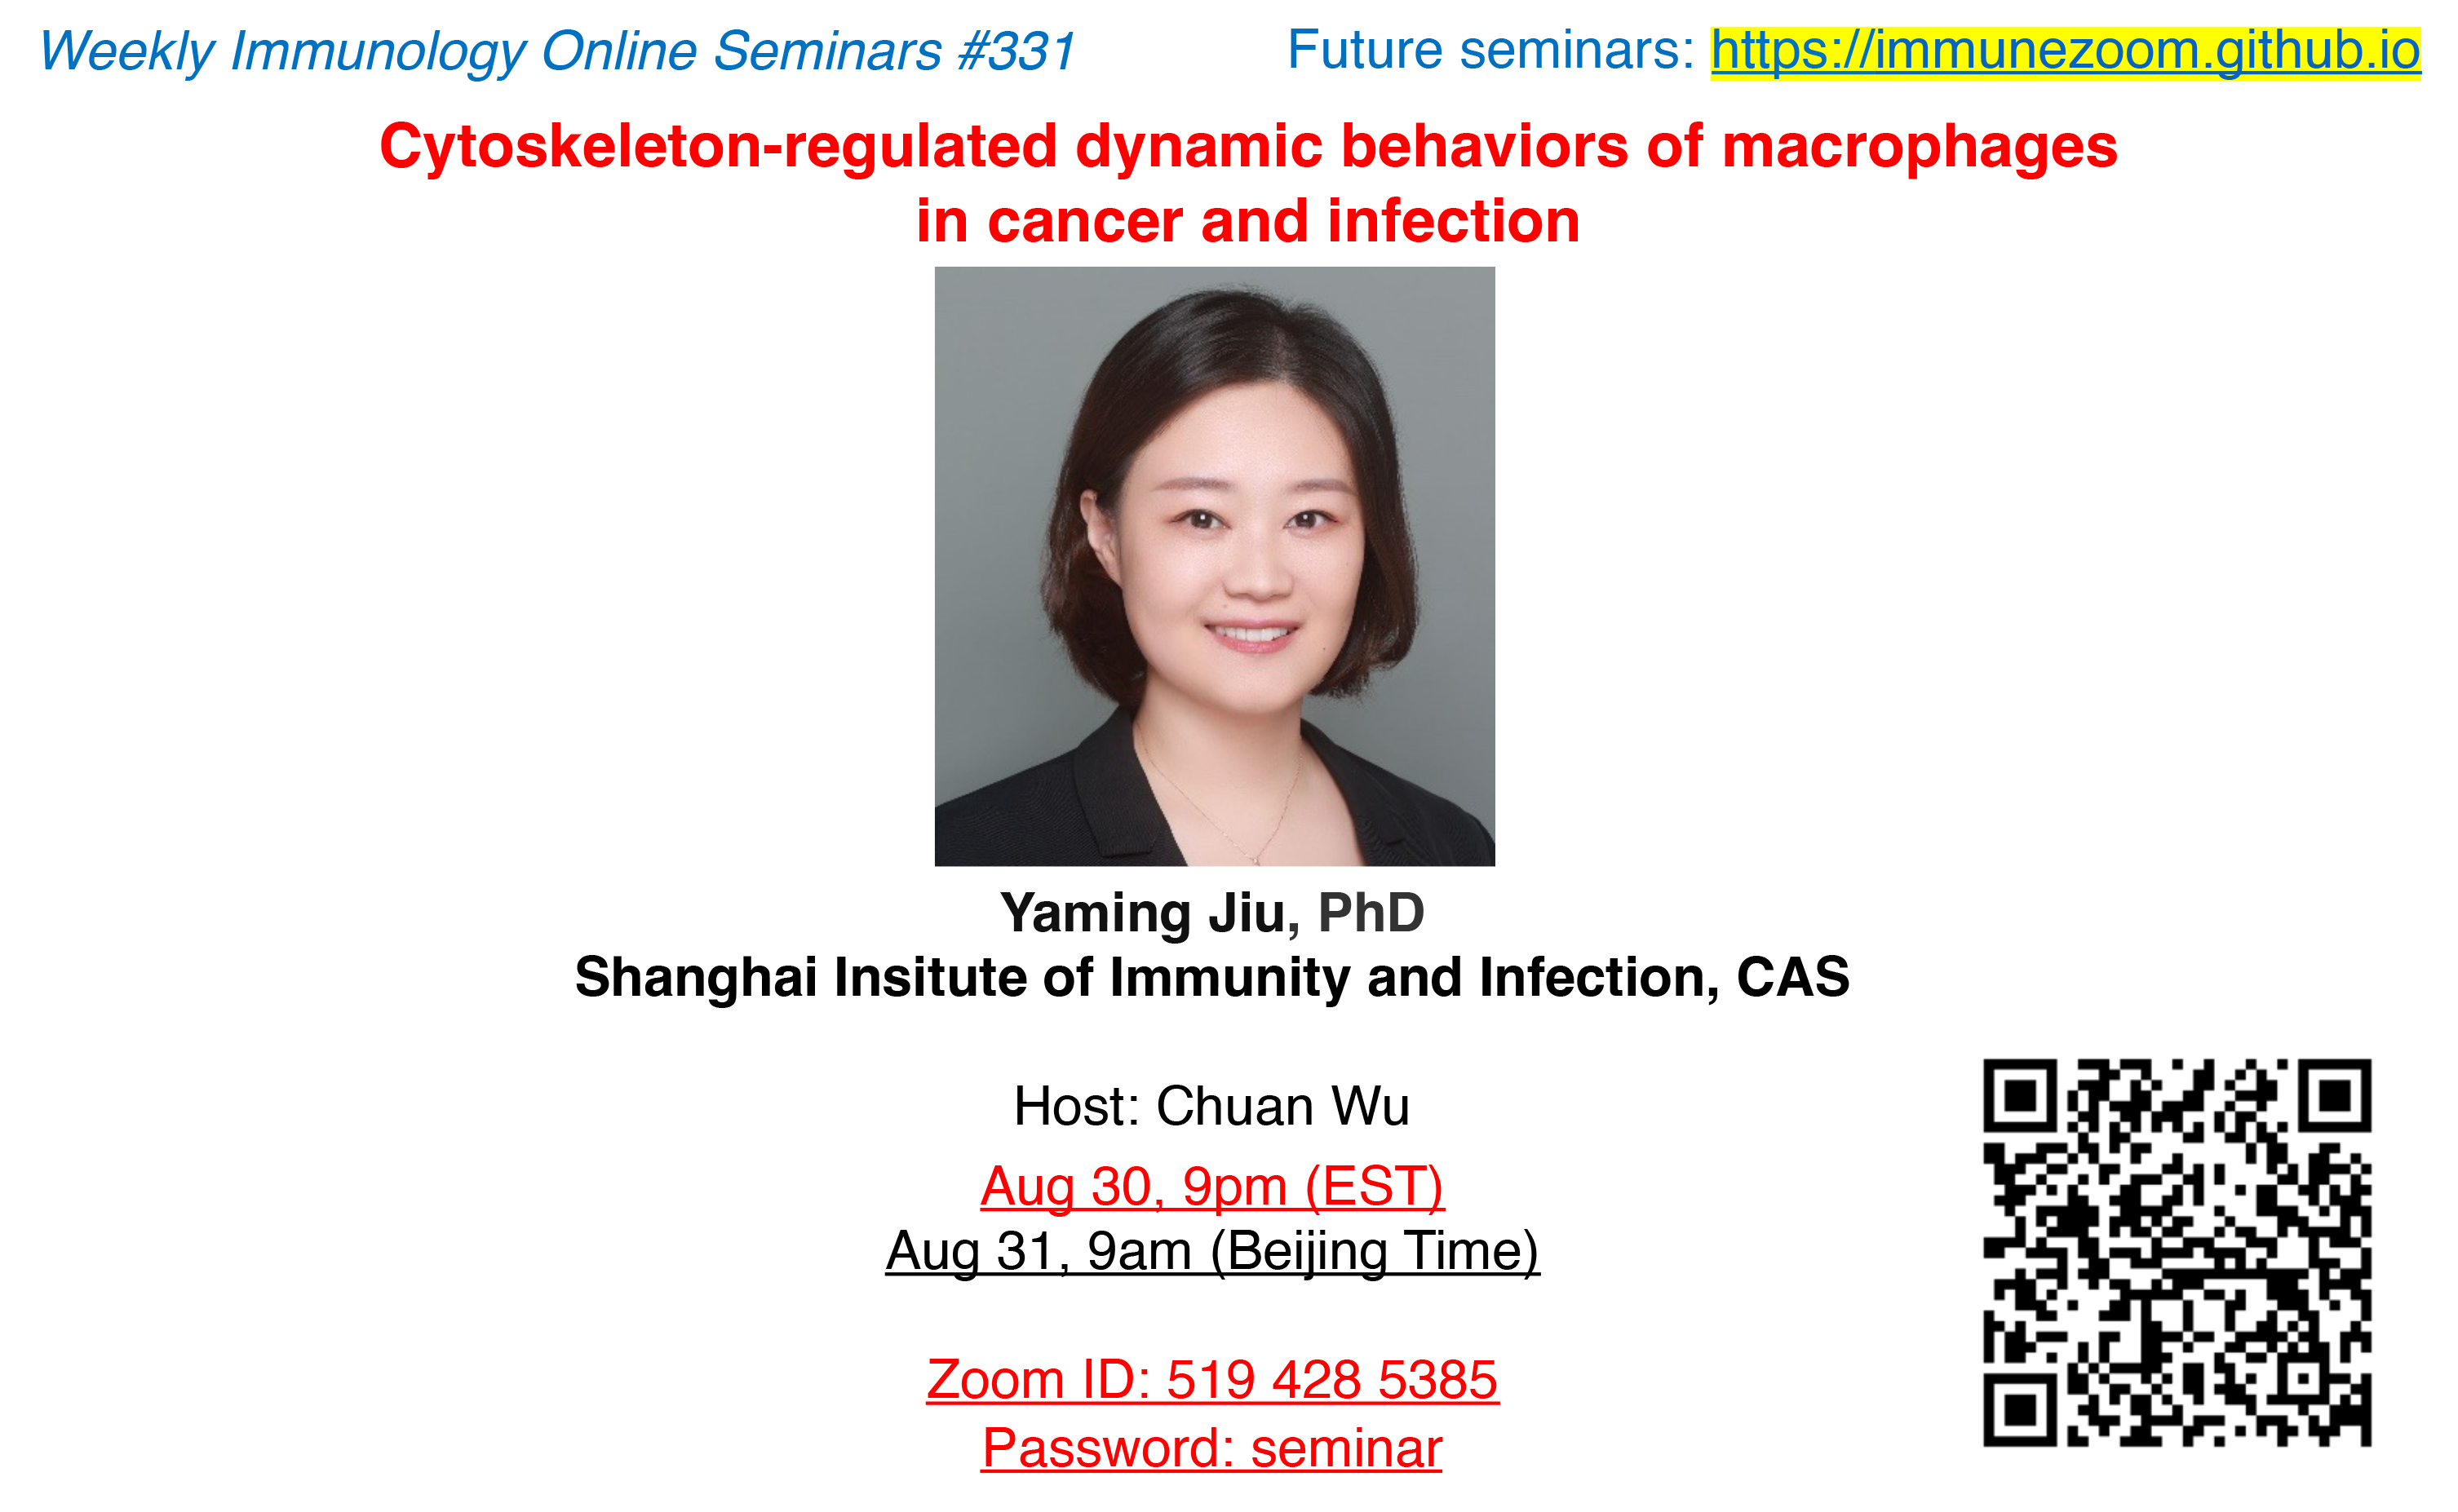 Weekly Immunology Online Seminars #331
Future seminars: https://immunezoom.github.io
Cytoskeleton-regulated dynamic behaviors of macrophages
in cancer and infection
Yaming Jiu, PhD
Shanghai Insitute of Immunity and Infection, CAS
Host: Chuan Wu
Aug 30, 9pm (EST)
Aug 31, 9am (Beijing Time)
Zoom ID: 519 428 5385
Password: seminar